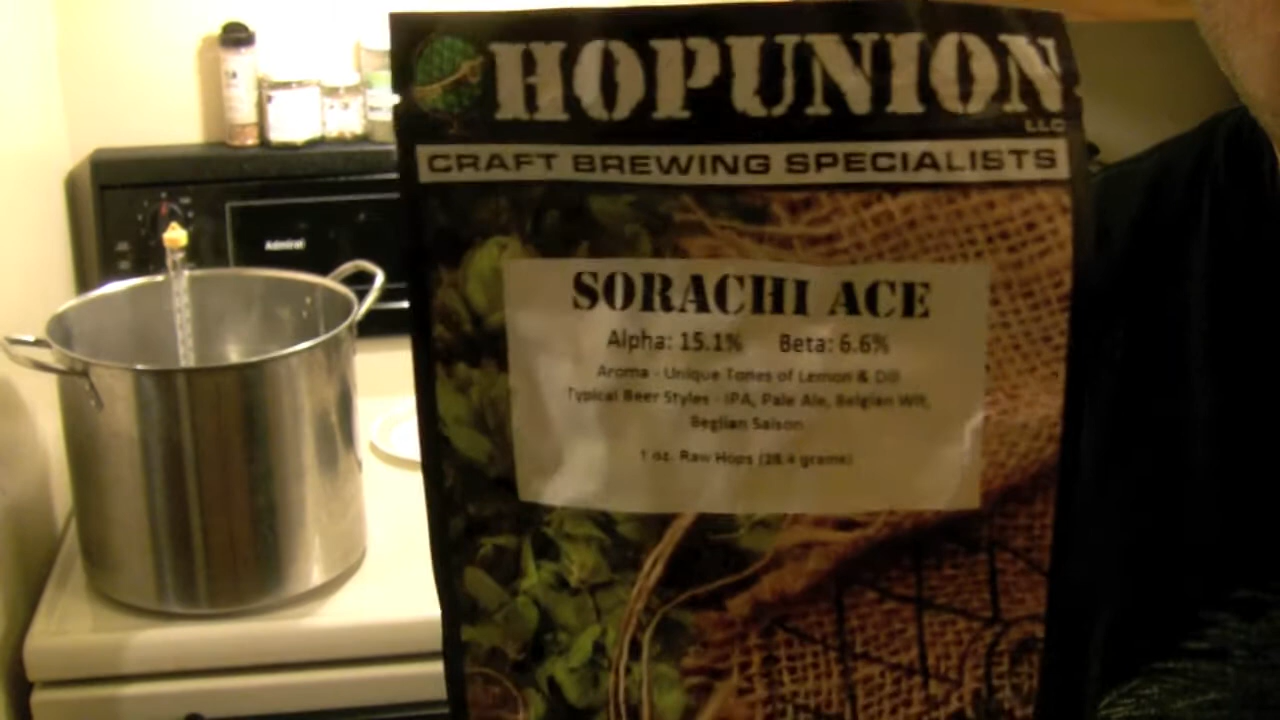 HOPUNION
LLC
CRAFT BREWING SPECIALISTS
Admiral
SORACHI ACE
Alpha: 15.1% Beta: 6.6%
Aroma - Unique Tones of Lemon & Dill
Typical Beer Styles - IPA, Pale Ale, Belgian Wit,
Beglian Saison
1 oz. Raw Hops (28.4 grams)